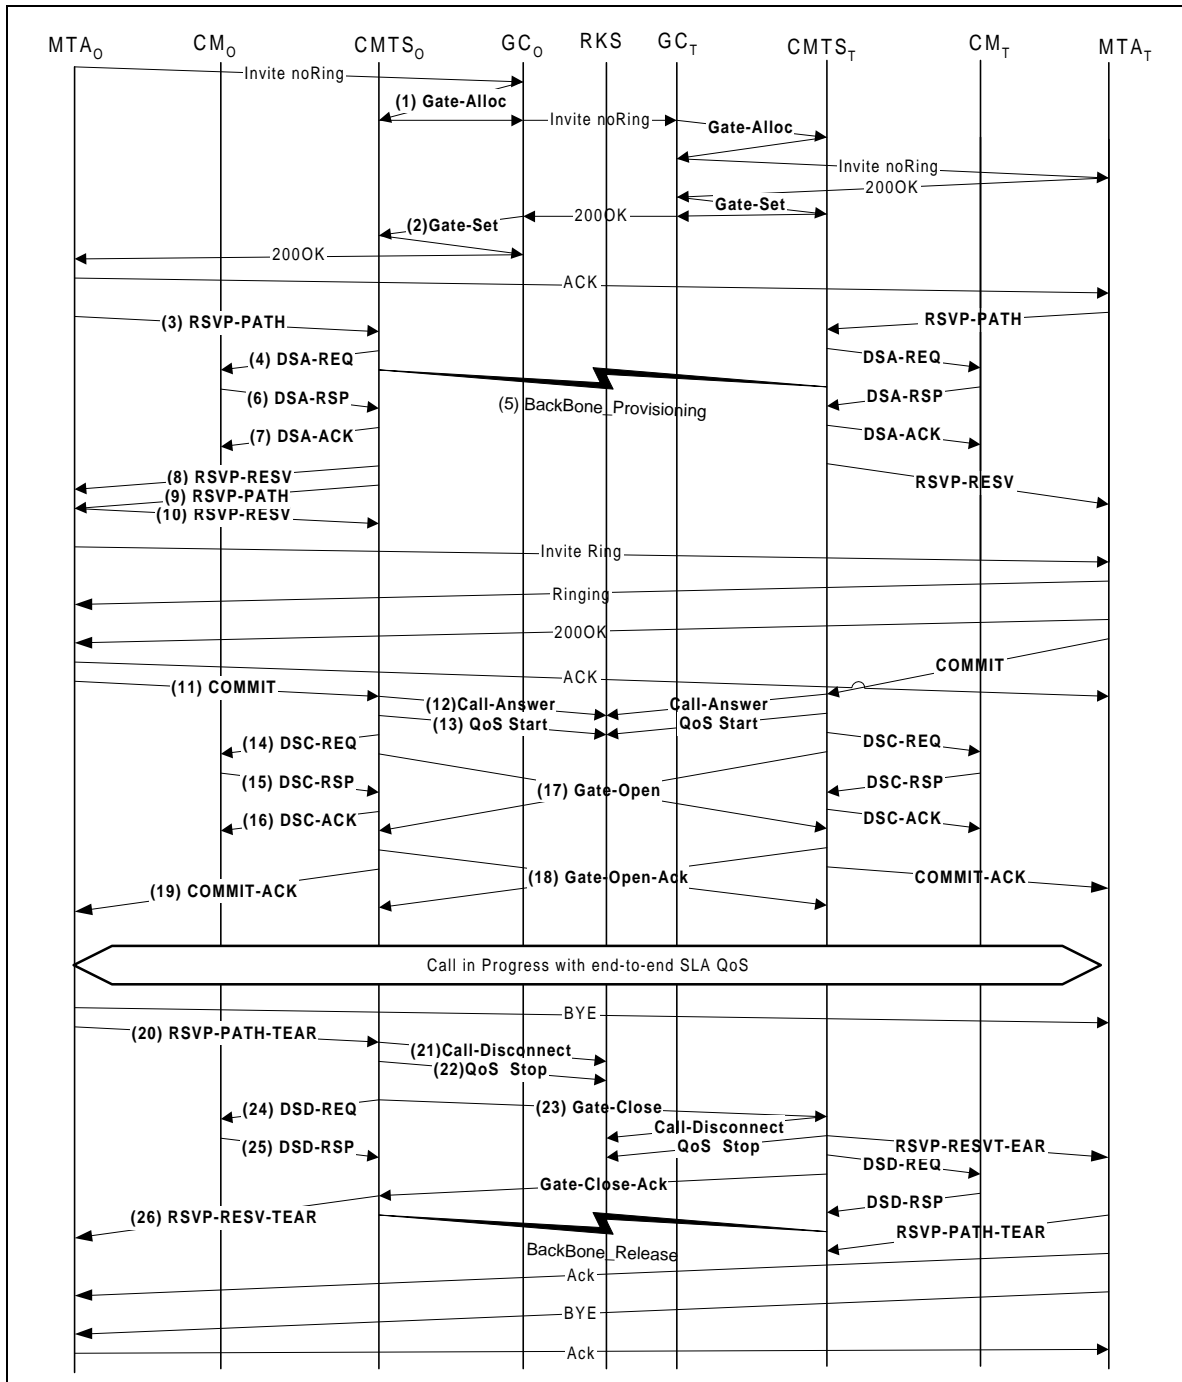 MTAO CMO CMTSO GCO RKS GCT CMTST CMT MTAT
Invite noRing
(1) Gate-Alloc
Invite noRing
Gate-Alloc
Invite noRing
200OK
Gate-Set
200OK
(2)Gate-Set
200OK
ACK
(3) RSVP-PATH
RSVP-PATH
(4) DSA-REQ
DSA-REQ
(6) DSA-RSP
(5) BackBone_Provisioning
DSA-RSP
(7) DSA-ACK
DSA-ACK
(8) RSVP-RESV
RSVP-RESV
(9) RSVP-PATH
(10) RSVP-RESV
Invite Ring
Ringing
200OK
COMMIT
ACK
(11) COMMIT
(12)Call-Answer
Call-Answer
(13) QoS Start
QoS Start
(14) DSC-REQ
DSC-REQ
(15) DSC-RSP
(17) Gate-Open
DSC-RSP
(16) DSC-ACK
DSC-ACK
(18) Gate-Open-Ack
COMMIT-ACK
(19) COMMIT-ACK
Call in Progress with end-to-end SLA QoS
BYE
(20) RSVP-PATH-TEAR
(21)Call-Disconnect
(22)QoS Stop
(24) DSD-REQ
(23) Gate-Close
Call-Disconnect
(25) DSD-RSP
QoS Stop
RSVP-RESVT-EAR
DSD-REQ
Gate-Close-Ack
DSD-RSP
(26) RSVP-RESV-TEAR
RSVP-PATH-TEAR
BackBone_Release
Ack
BYE
Ack